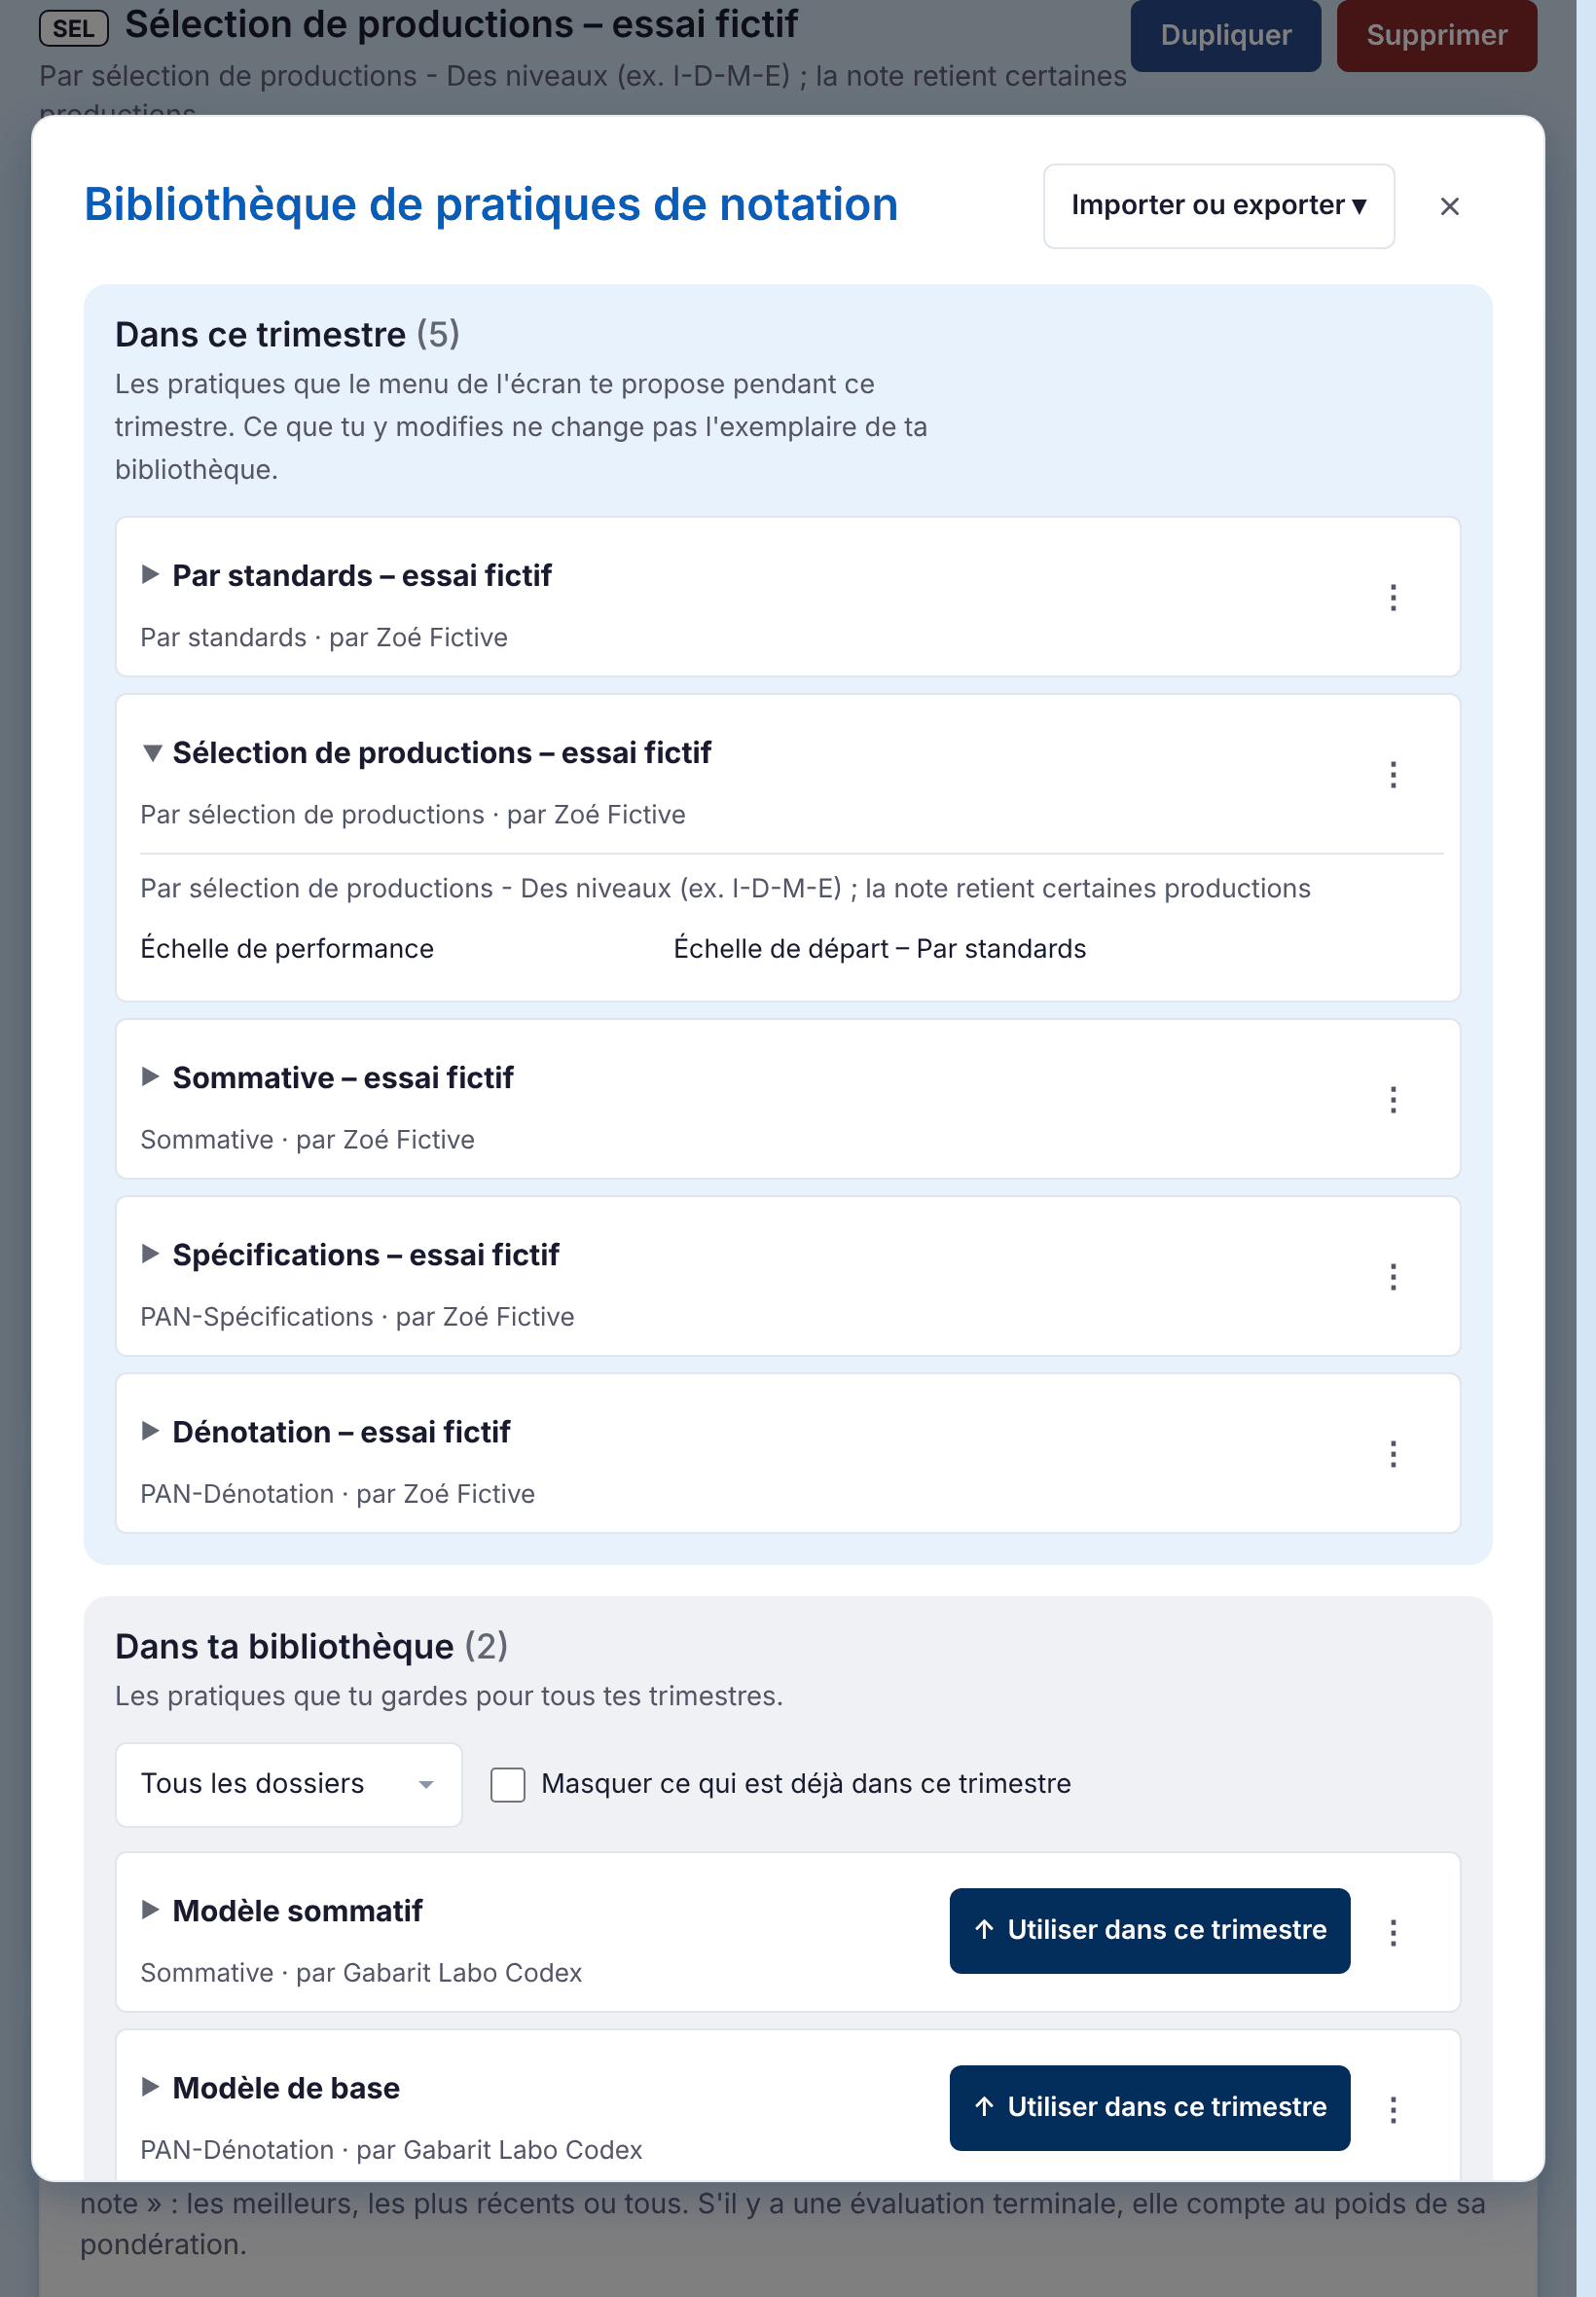 SEL Sélection de productions – essai fictif
Dupliquer
Supprimer
Par sélection de productions - Des niveaux (ex. I-D-M-E) ; la note retient certaines
productions
Bibliothèque de pratiques de notation
Importer ou exporter ▾
×
Dans ce trimestre (5)
Les pratiques que le menu de l'écran te propose pendant ce
trimestre. Ce que tu y modifies ne change pas l'exemplaire de ta
bibliothèque.
Par standards – essai fictif
Par standards · par Zoé Fictive
Sélection de productions – essai fictif
Par sélection de productions · par Zoé Fictive
Par sélection de productions - Des niveaux (ex. I-D-M-E) ; la note retient certaines productions
Échelle de performance
Échelle de départ – Par standards
Sommative – essai fictif
Sommative · par Zoé Fictive
Spécifications – essai fictif
PAN-Spécifications · par Zoé Fictive
Dénotation – essai fictif
PAN-Dénotation · par Zoé Fictive
Dans ta bibliothèque (2)
Les pratiques que tu gardes pour tous tes trimestres.
Tous les dossiers
Masquer ce qui est déjà dans ce trimestre
Modèle sommatif
↑ Utiliser dans ce trimestre
Sommative · par Gabarit Labo Codex
Modèle de base
↑ Utiliser dans ce trimestre
PAN-Dénotation · par Gabarit Labo Codex
note » : les meilleurs, les plus récents ou tous. S'il y a une évaluation terminale, elle compte au poids de sa
pondération.